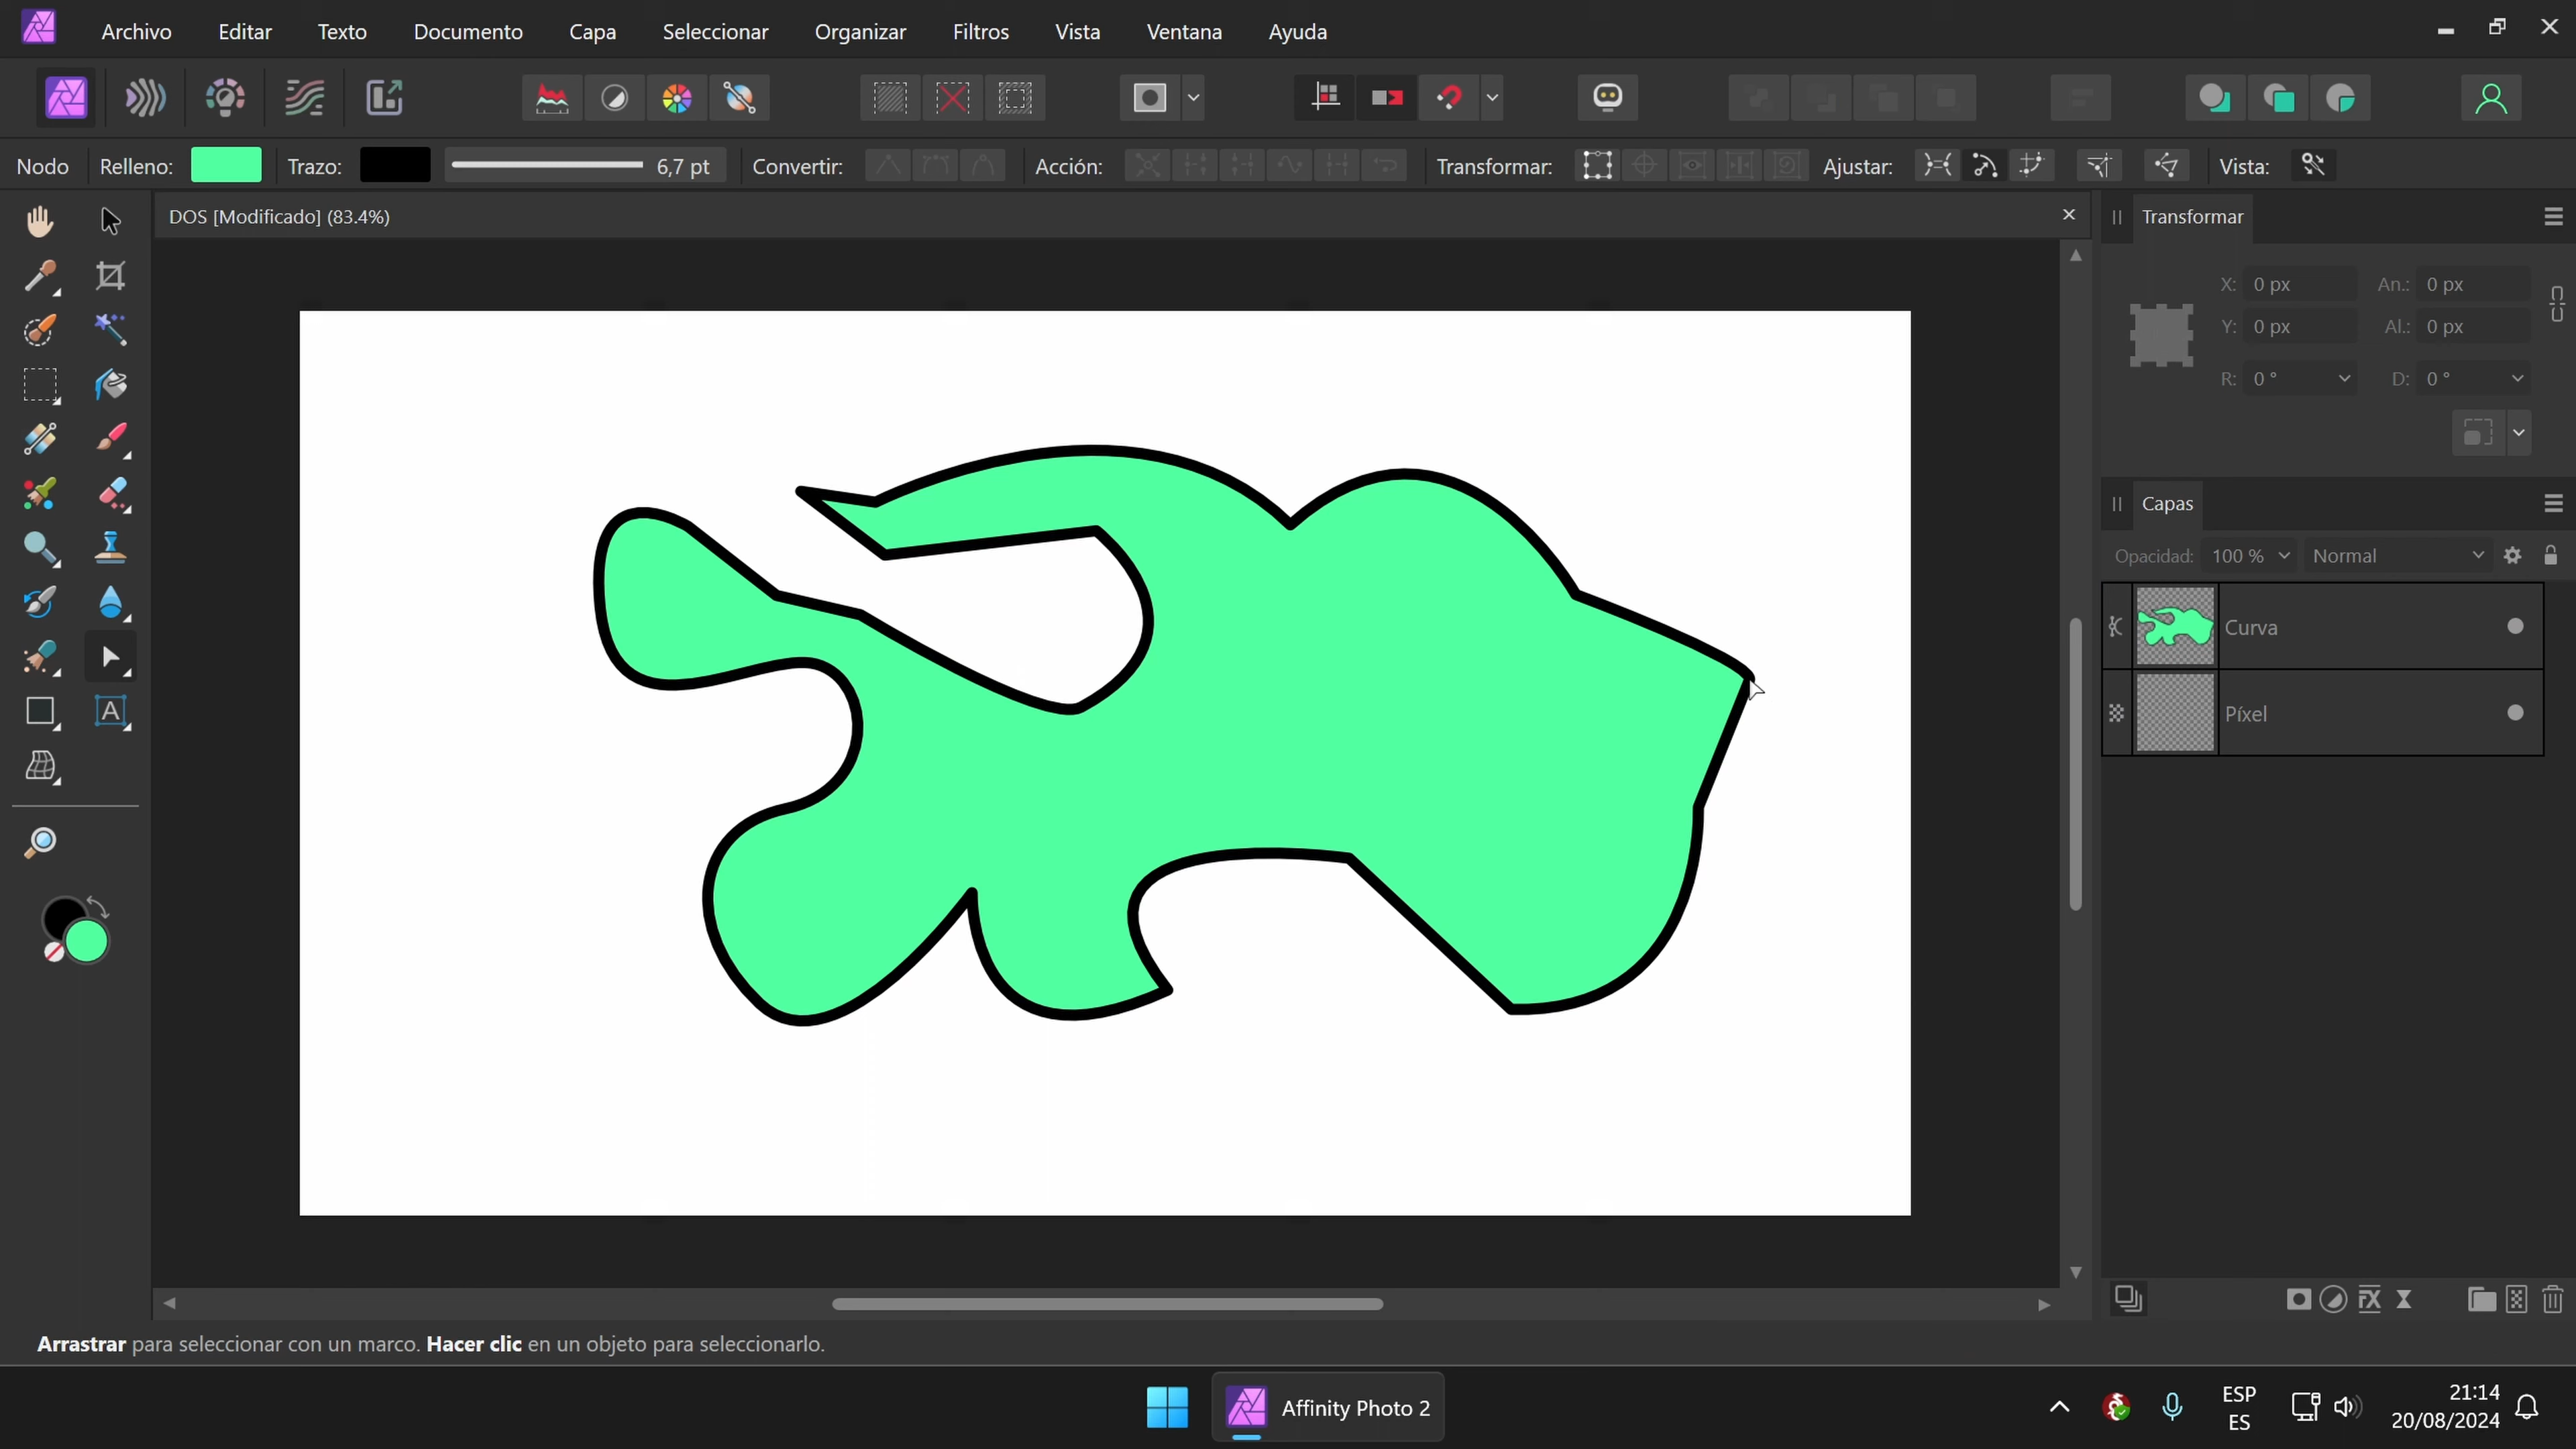 Archivo Editar Texto Documento Capa Seleccionar Organizar Filtros Vista Ventana Ayuda
Nodo Relleno: Trazo: 6,7 pt Convertir: Acción: Transformar: Ajustar: Vista:
DOS [Modificado] (83.4%)
Transformar
X: 0 px An.: 0 px
Y: 0 px Al.: 0 px
R: 0 ° D: 0 °
Capas
Opacidad: 100 % Normal
Curva
Píxel
A
FX
Arrastrar para seleccionar con un marco. Hacer clic en un objeto para seleccionarlo.
Affinity Photo 2
ESP
ES
21:14
20/08/2024